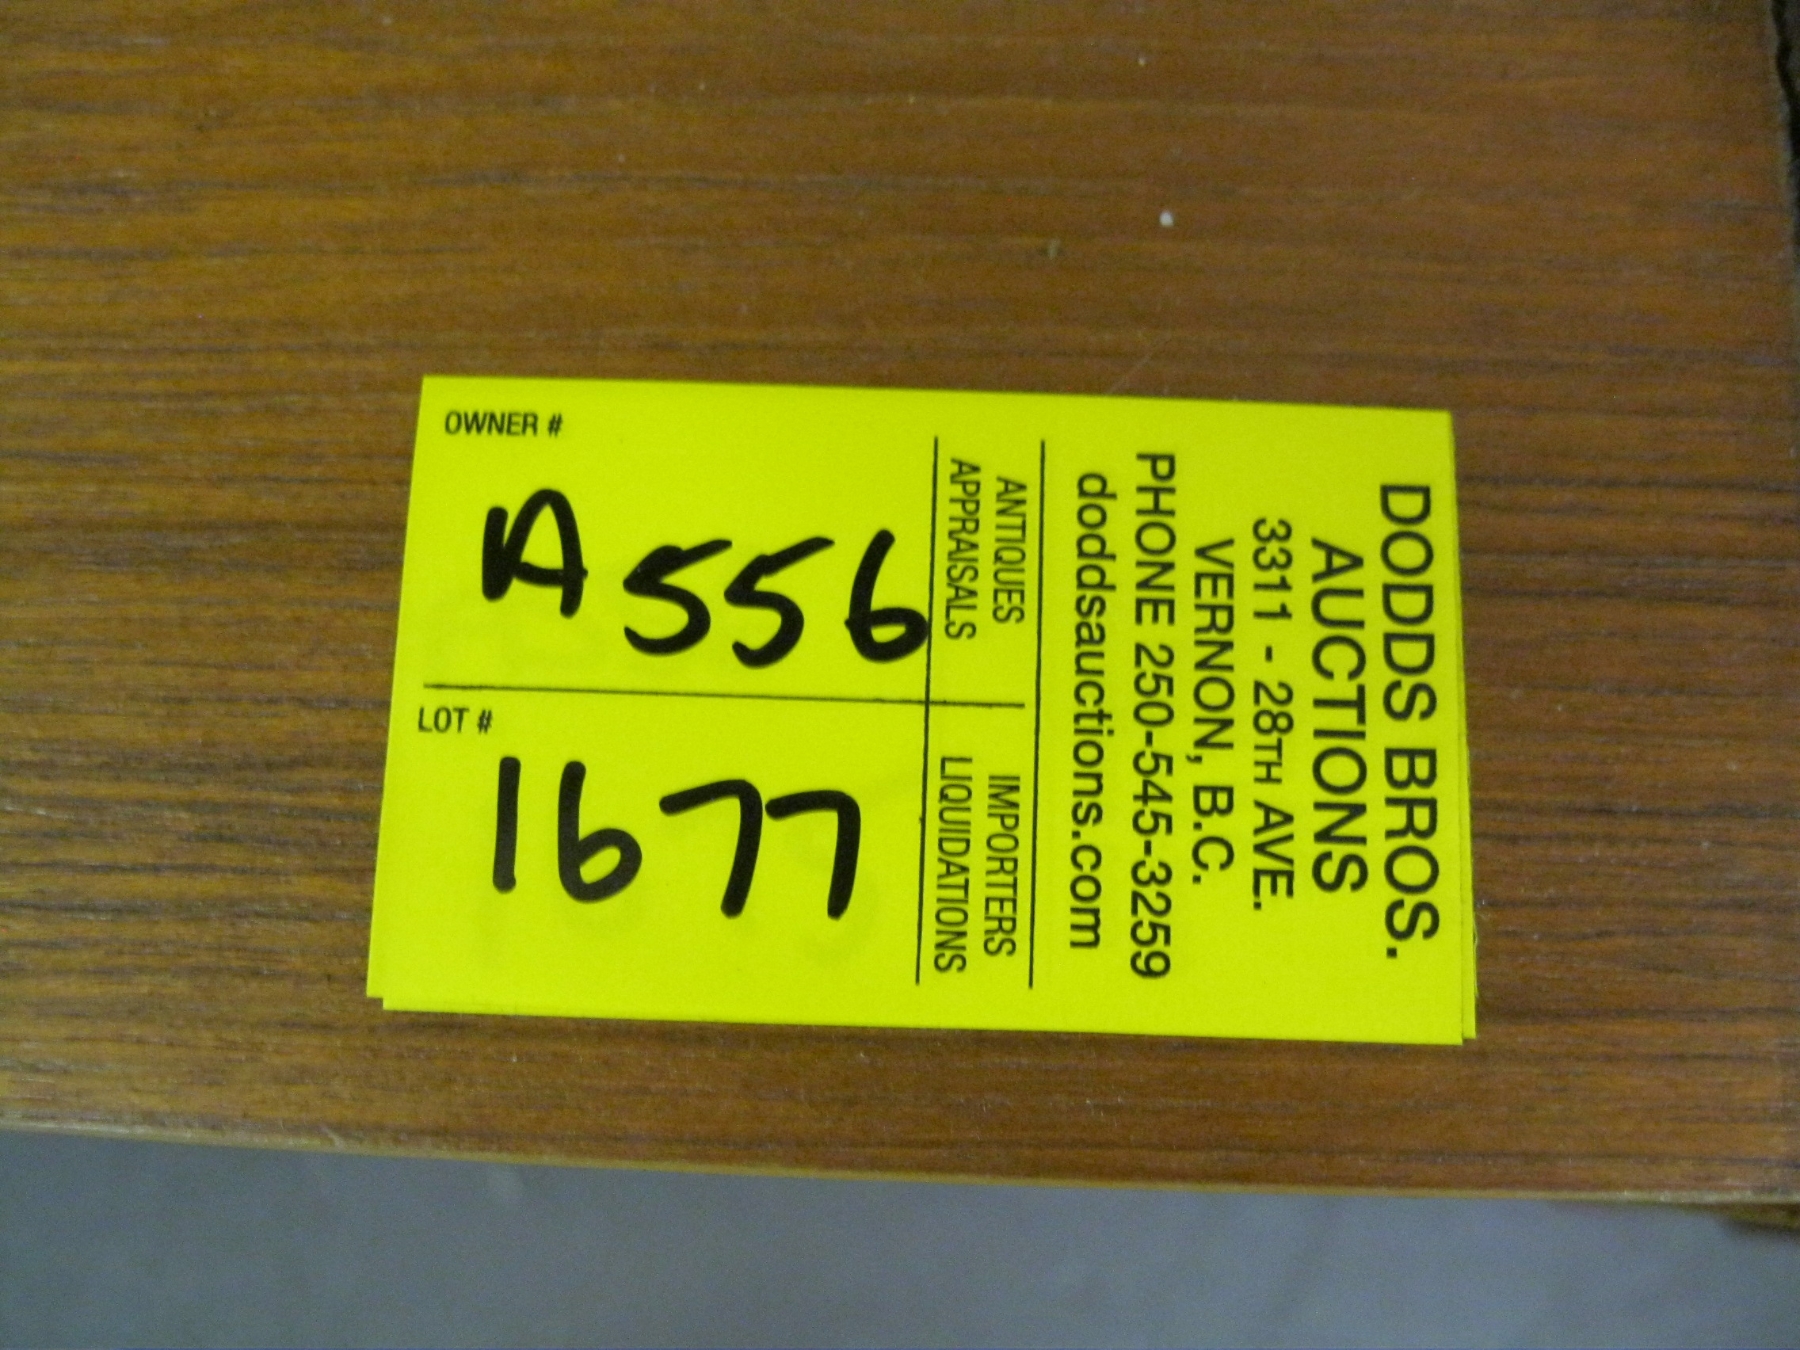 DODDS BROS.
AUCTIONS
3311 - 28TH AVE.
VERNON, B.C.
PHONE 250-545-3259
doddsauctions.com
ANTIQUES
APPRAISALS
IMPORTERS
LIQUIDATIONS
OWNER #
A556
LOT #
1677